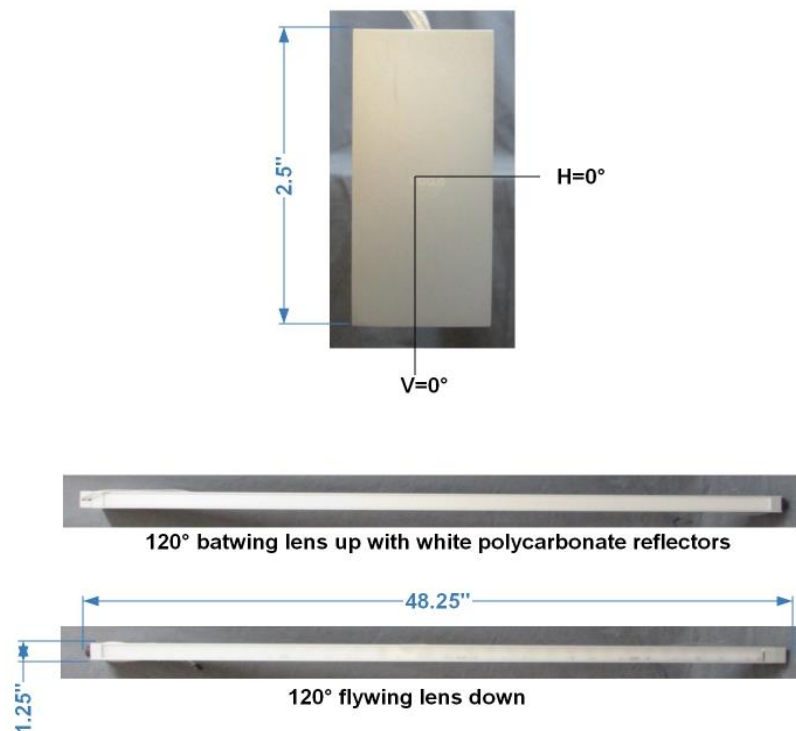 2.5"
H=0°
V=0°
120° batwing lens up with white polycarbonate reflectors
48.25"
1.25"
120° flywing lens down